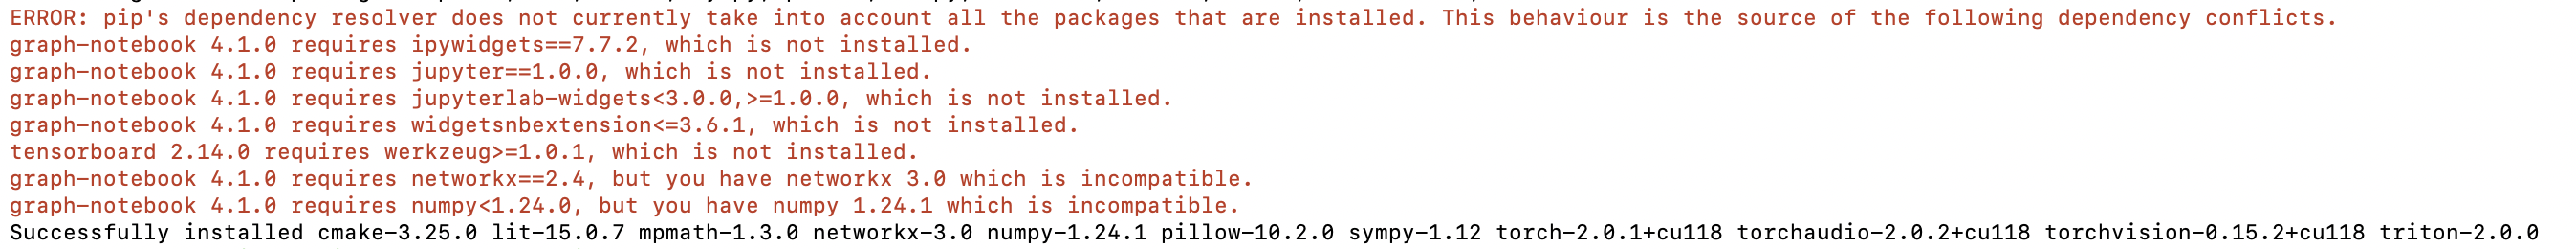 ERROR: pip's dependency resolver does not currently take into account all the packages that are installed. This behaviour is the source of the following dependency conflicts.
graph-notebook 4.1.0 requires ipywidgets==7.7.2, which is not installed.
graph-notebook 4.1.0 requires jupyter==1.0.0, which is not installed.
graph-notebook 4.1.0 requires jupyterlab-widgets<3.0.0,>=1.0.0, which is not installed.
graph-notebook 4.1.0 requires widgetsnbextension<=3.6.1, which is not installed.
tensorboard 2.14.0 requires werkzeug>=1.0.1, which is not installed.
graph-notebook 4.1.0 requires networkx==2.4, but you have networkx 3.0 which is incompatible.
graph-notebook 4.1.0 requires numpy<1.24.0, but you have numpy 1.24.1 which is incompatible.
Successfully installed cmake-3.25.0 lit-15.0.7 mpmath-1.3.0 networkx-3.0 numpy-1.24.1 pillow-10.2.0 sympy-1.12 torch-2.0.1+cu118 torchaudio-2.0.2+cu118 torchvision-0.15.2+cu118 triton-2.0.0